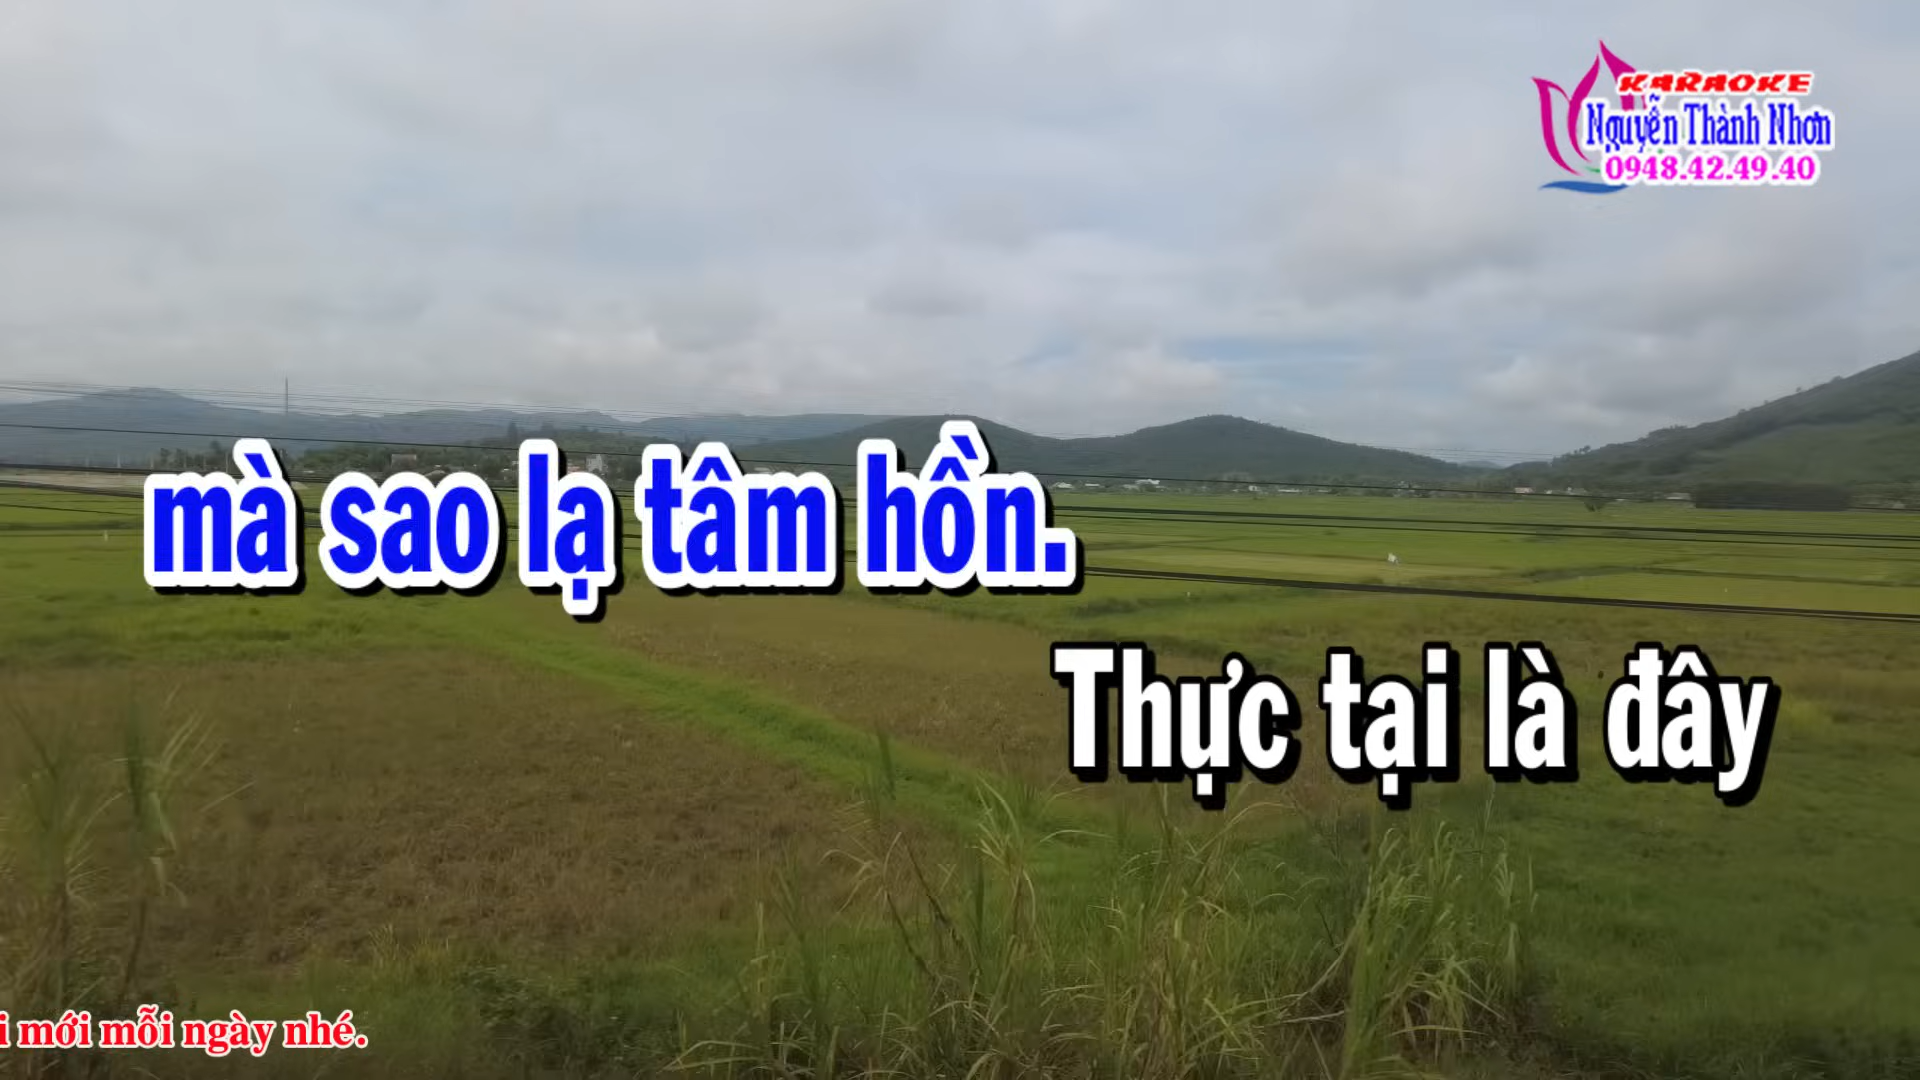 KARAOKE
Nguyễn Thành Nhơn
0948.42.49.40
mà sao lạ tâm hồn.
Thực tại là đây
i mới mỗi ngày nhé.